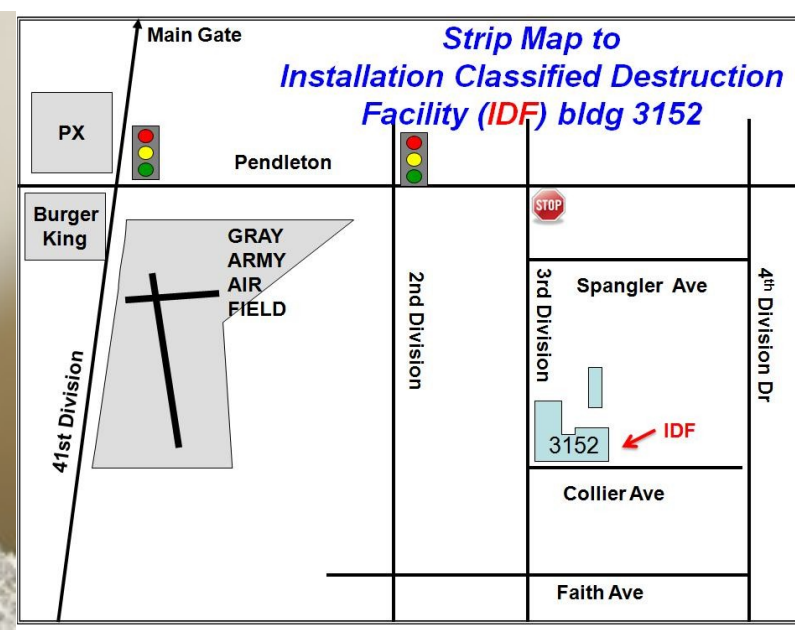 Main Gate
Strip Map to
Installation Classified Destruction
Facility (IDF) bldg 3152
PX
Pendleton
Burger
King
STOP
GRAY
ARMY
AIR
FIELD
2nd Division
3rd Division
Spangler Ave
4th Division Dr
41st Division
3152
IDF
Collier Ave
Faith Ave